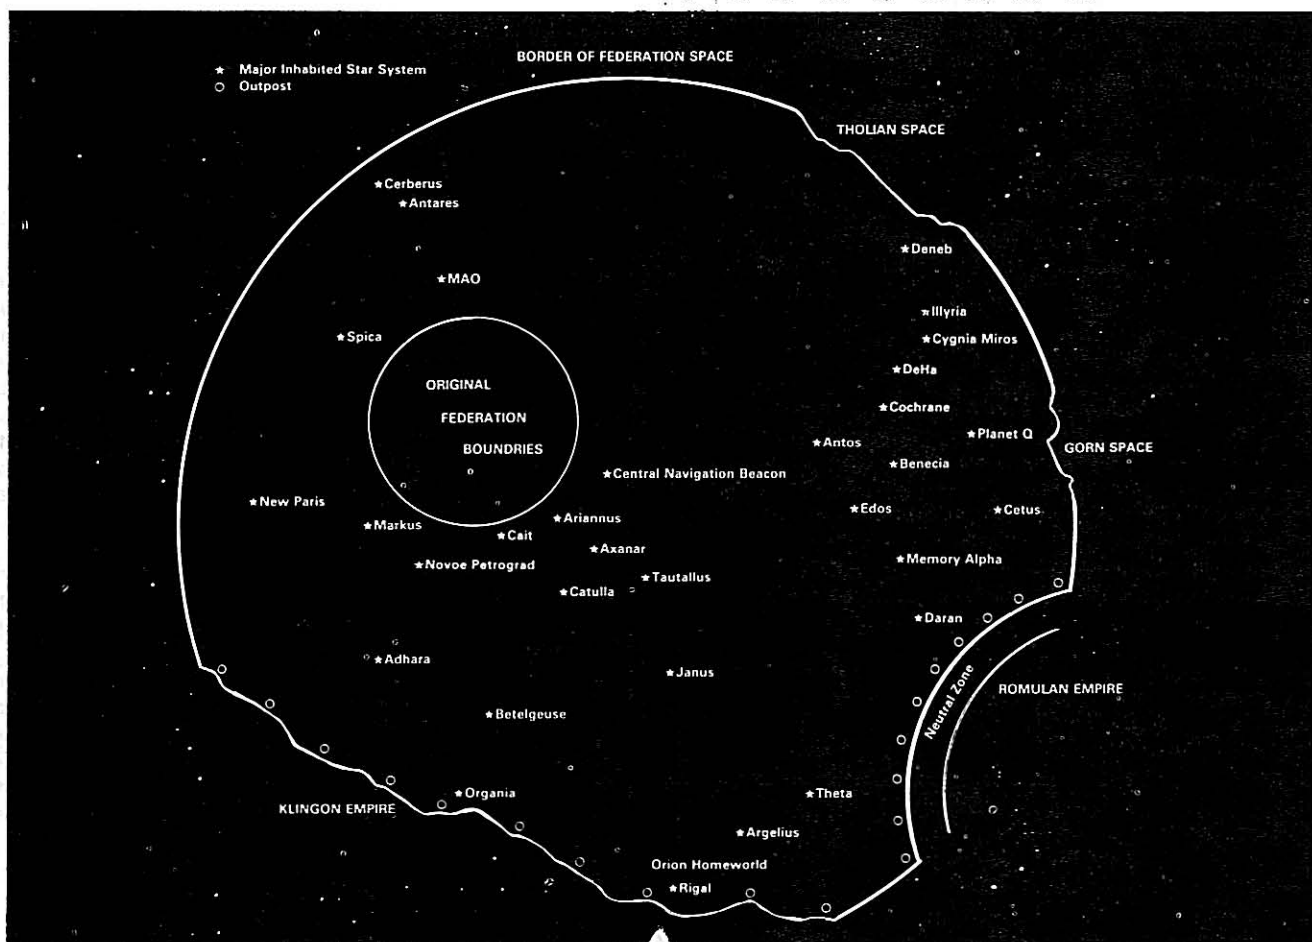 BORDER OF FEDERATION SPACE
★ Major Inhabited Star System
○ Outpost
THOLIAN SPACE
Cerberus
Antares
Deneb
MAO
Illyria
Spica
Cygnia Miros
DeHa
ORIGINAL
Cochrane
FEDERATION
Planet Q
Antos
GORN SPACE
BOUNDRIES
Benecia
Central Navigation Beacon
New Paris
Edos
Cetus
Ariannus
Markus
Cait
Axanar
Memory Alpha
Novoe Petrograd
Tautallus
Catulla
Daran
Adhara
Janus
ROMULAN EMPIRE
Neutral Zone
Betelgeuse
Organia
Theta
KLINGON EMPIRE
Argelius
Orion Homeworld
Rigal